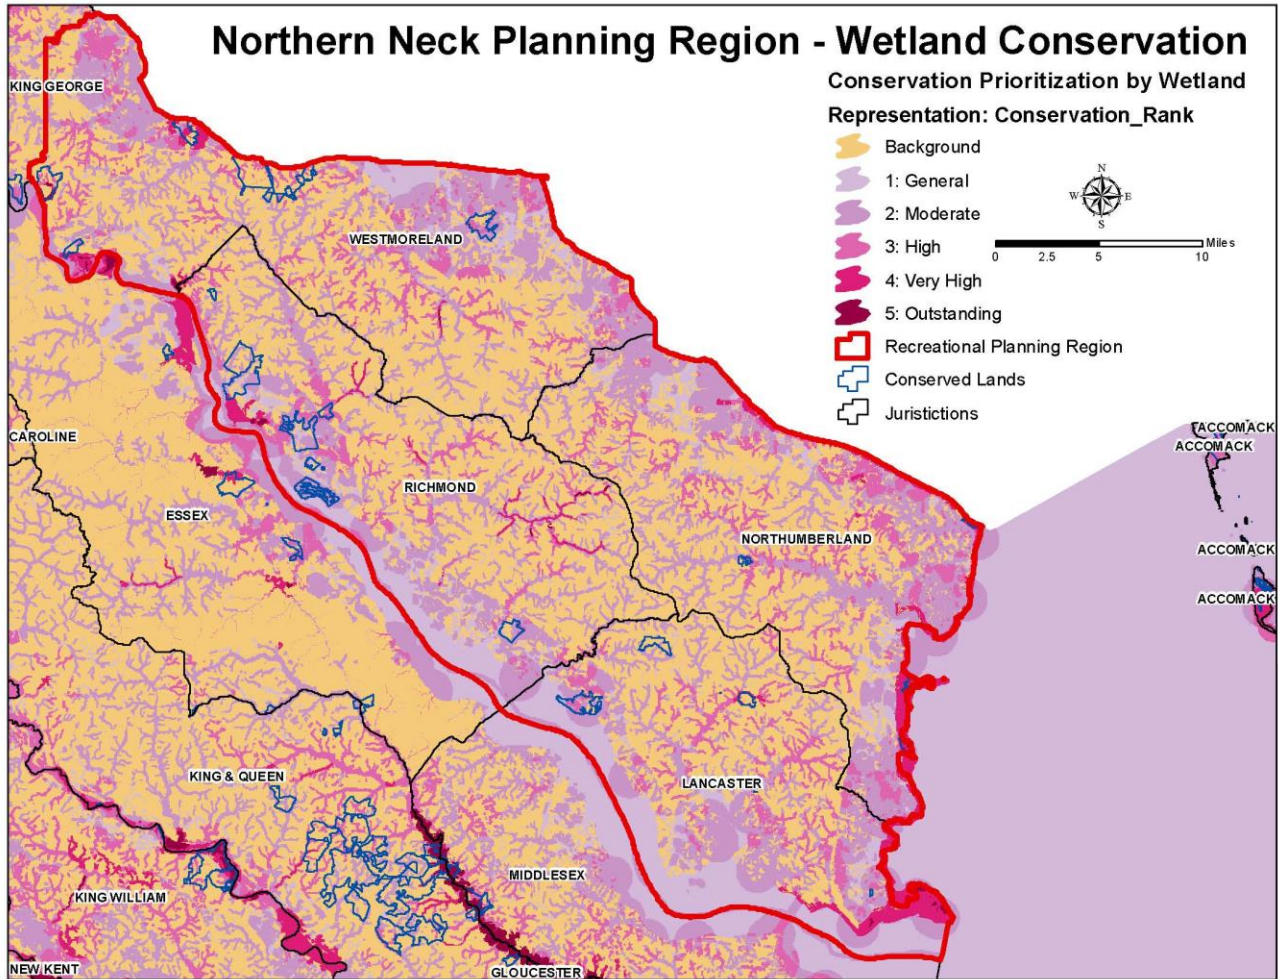 Northern Neck Planning Region - Wetland Conservation
Conservation Prioritization by Wetland
Representation: Conservation_Rank
Background
1: General
2: Moderate
3: High
4: Very High
5: Outstanding
Recreational Planning Region
Conserved Lands
Juristictions
N
W E
S
Miles
0 2.5 5 10
KING GEORGE
WESTMORELAND
CAROLINE
ACCOMACK
ACCOMACK
RICHMOND
ESSEX
NORTHUMBERLAND
ACCOMACK
ACCOMACK
KING & QUEEN
LANCASTER
MIDDLESEX
KING WILLIAM
NEW KENT
GLOUCESTER